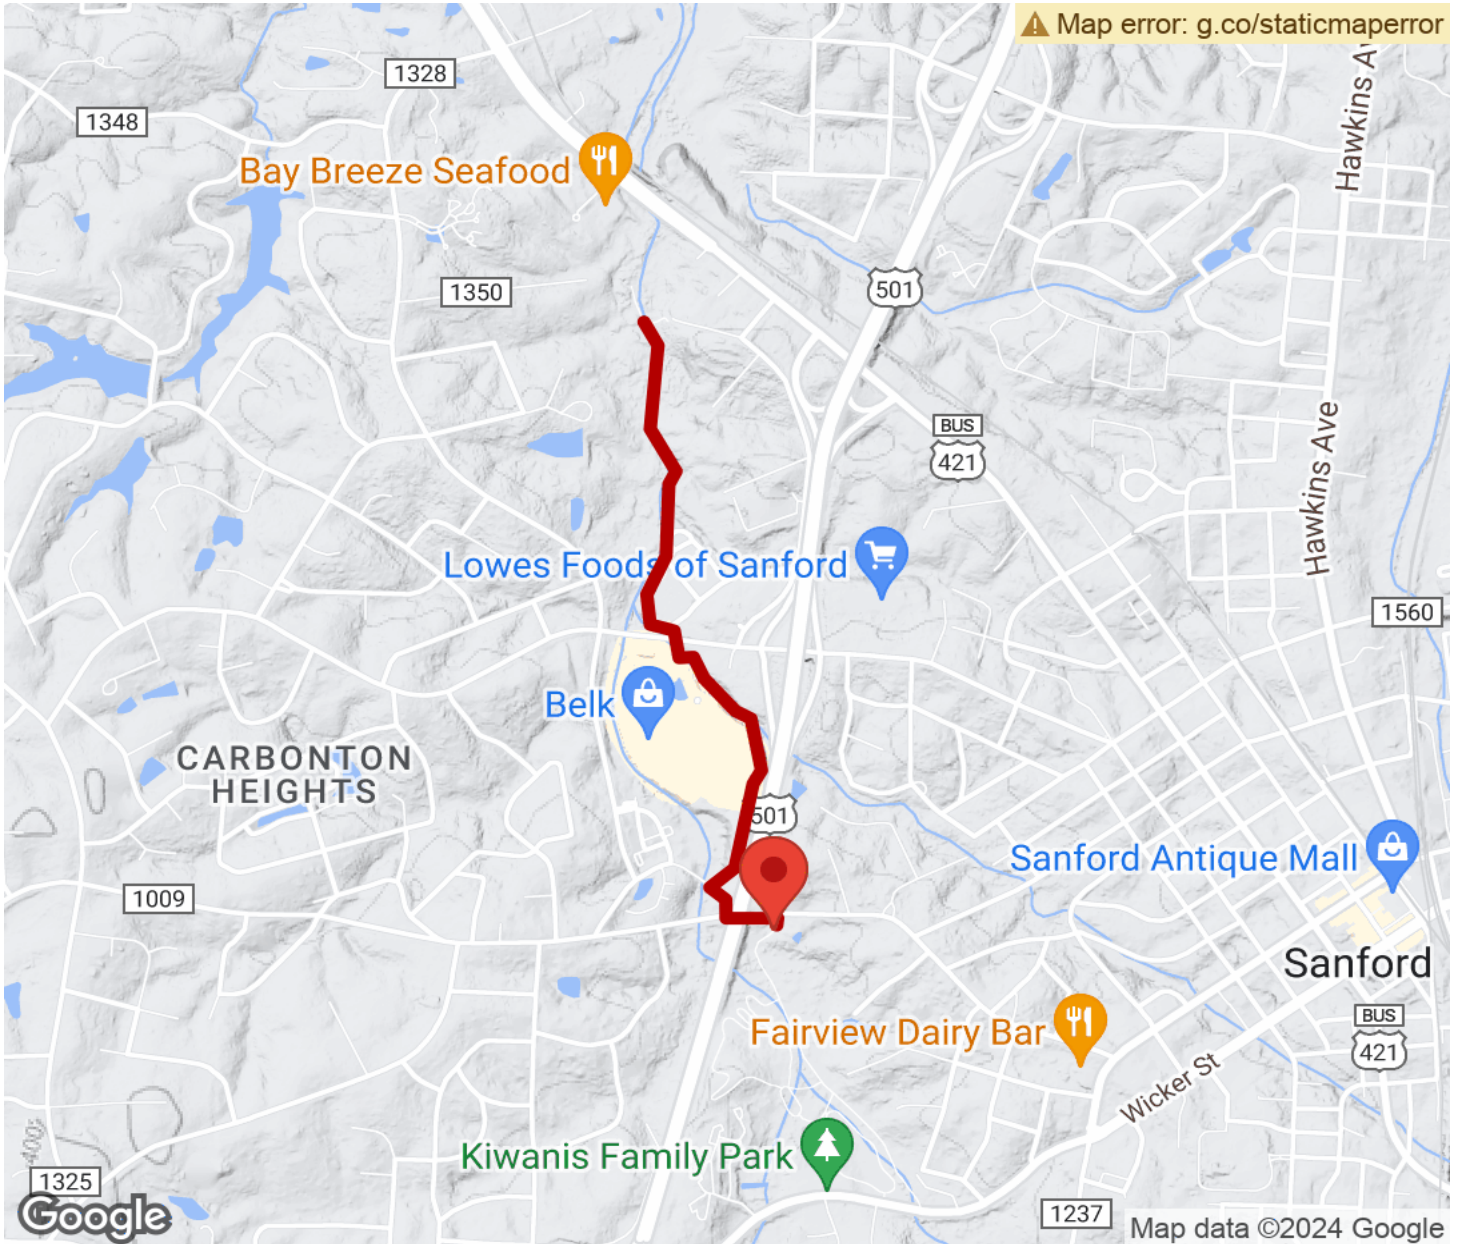 Map error: g.co/staticmaperror
1328
1348
Hawkins Av
Bay Breeze Seafood
501
1350
BUS
421
Hawkins Ave
Lowes Foods of Sanford
1560
Belk
CARBONTON
HEIGHTS
501
Sanford Antique Mall
1009
Sanford
Fairview Dairy Bar
BUS
421
Wicker St
Kiwanis Family Park
1325
Google
1237
Map data ©2024 Google